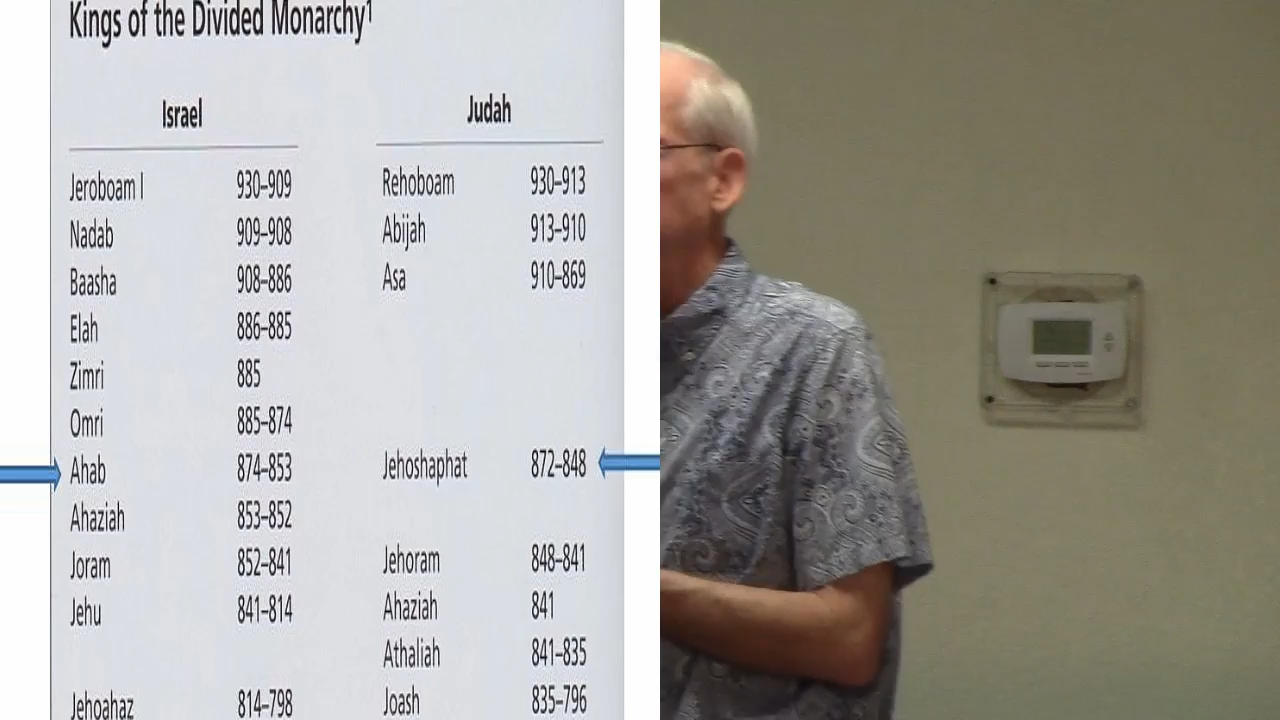 Kings of the Divided Monarchy¹
Israel Judah
Jeroboam I 930–909 Rehoboam 930–913
Nadab 909–908 Abijah 913–910
Baasha 908–886 Asa 910–869
Elah 886–885
Zimri 885
Omri 885–874
Ahab 874–853 Jehoshaphat 872–848
Ahaziah 853–852
Joram 852–841 Jehoram 848–841
Jehu 841–814 Ahaziah 841
Athaliah 841–835
Jehoahaz 814–798 Joash 835–796